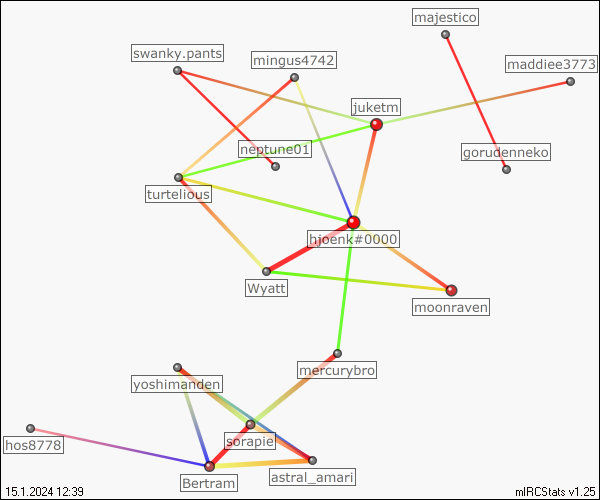 majestico
swanky.pants
mingus4742
maddiee3773
juketm
neptune01
gorudenneko
turtelious
hjoenk#0000
Wyatt
moonraven
mercurybro
yoshimanden
sorapie
hos8778
astral_amari
Bertram
15.1.2024 12:39
mIRCStats v1.25